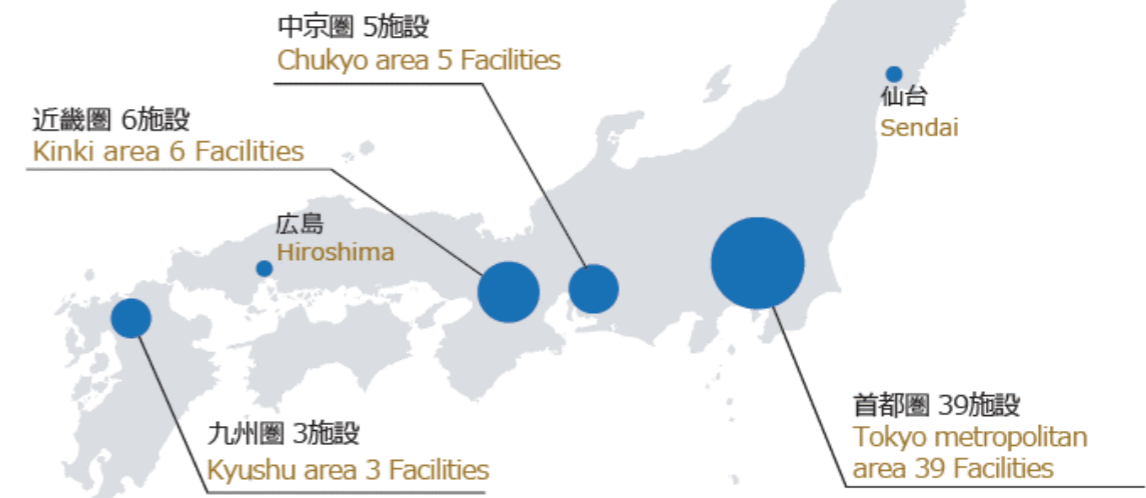 中京圏 5施設
Chukyo area 5 Facilities
近畿圏 6施設
Kinki area 6 Facilities
仙台
Sendai
広島
Hiroshima
首都圏 39施設
Tokyo metropolitan
area 39 Facilities
九州圏 3施設
Kyushu area 3 Facilities